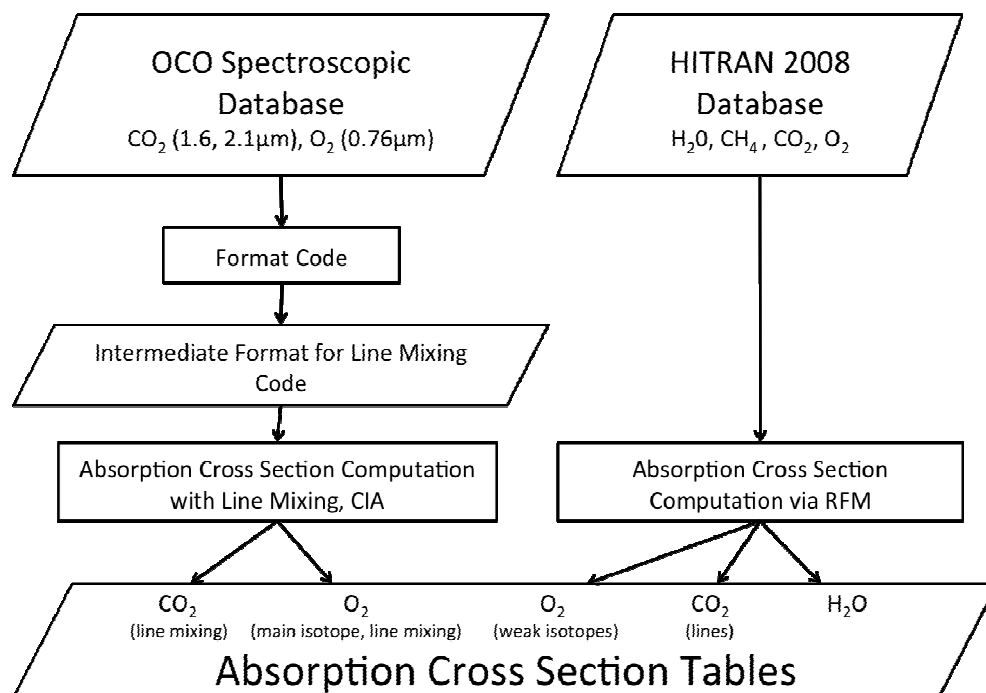 OCO Spectroscopic
Database
CO₂ (1.6, 2.1µm), O₂ (0.76µm)
HITRAN 2008
Database
H₂0, CH₄ , CO₂, O₂
Format Code
Intermediate Format for Line Mixing
Code
Absorption Cross Section Computation
with Line Mixing, CIA
Absorption Cross Section
Computation via RFM
CO₂
(line mixing)
O₂
(main isotope, line mixing)
O₂
(weak isotopes)
CO₂
(lines)
H₂O
Absorption Cross Section Tables